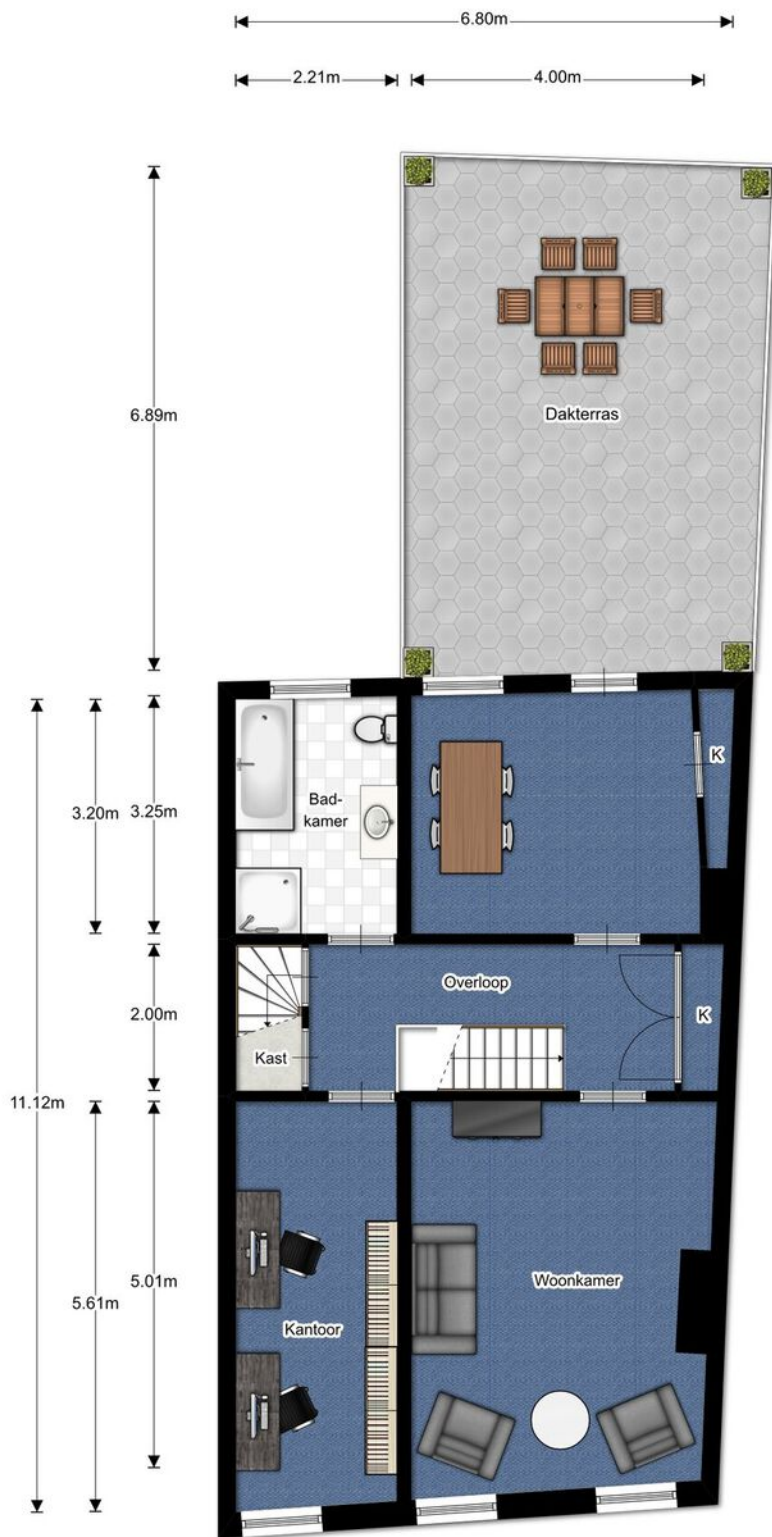 6.80m
2.21m
4.00m
6.89m
Dakterras
3.20m
3.25m
Bad-
kamer
K
Overloop
2.00m
K
Kast
11.12m
5.01m
5.61m
Woonkamer
Kantoor